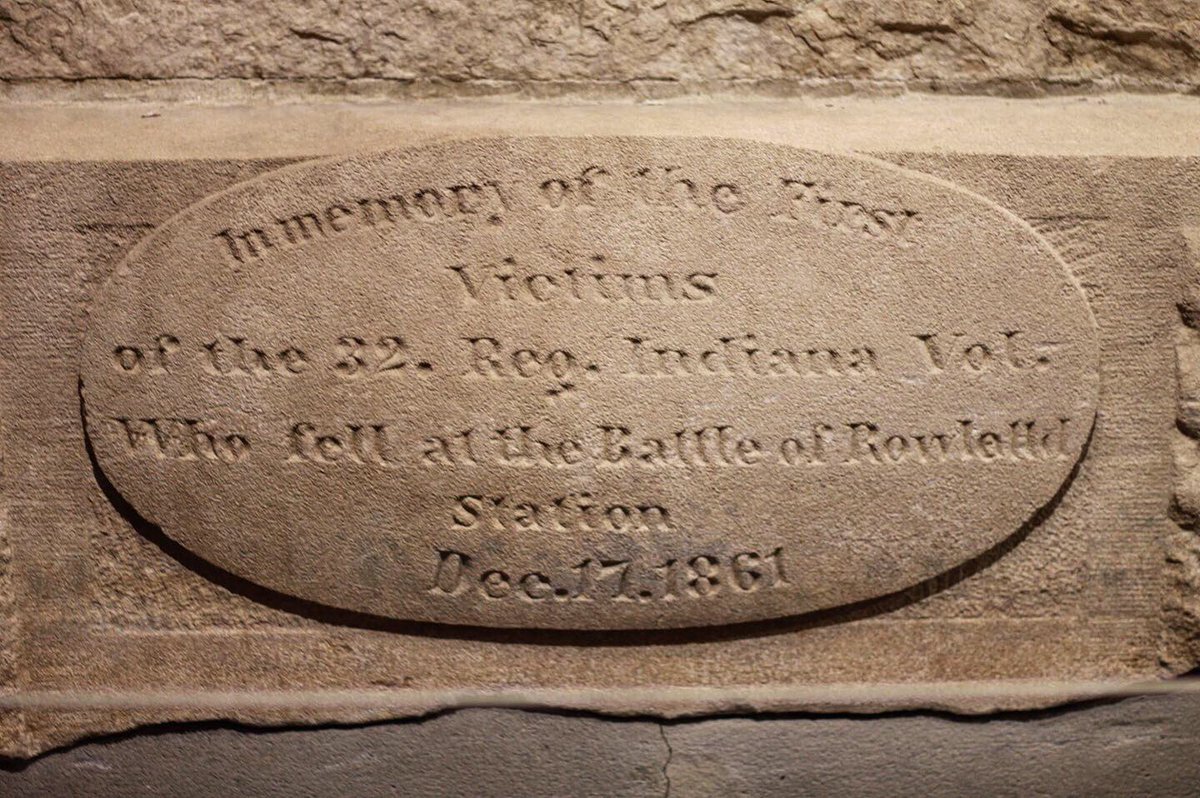 In memory of the First
Victims
of the 32. Reg. Indiana Vol.
Who fell at the Battle of Rowlelld
Station
Dec.17.1861